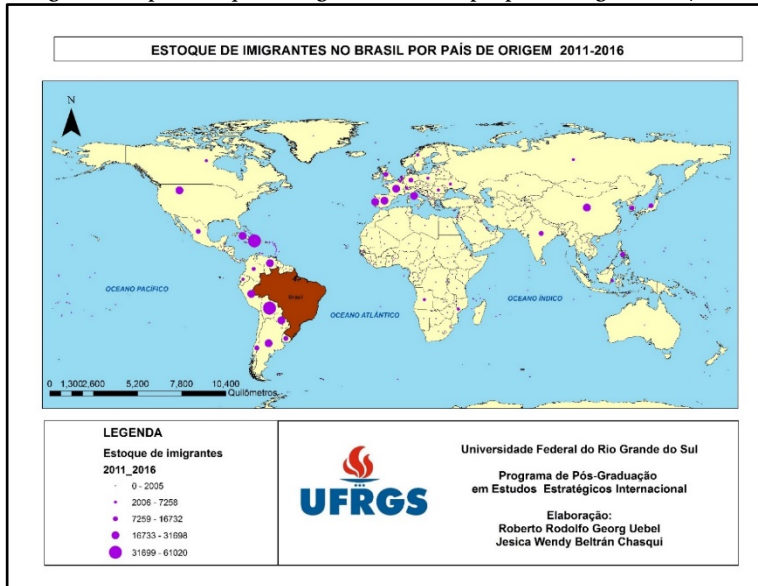 ESTOQUE DE IMIGRANTES NO BRASIL POR PAÍS DE ORIGEM 2011-2016
N
OCEANO PACÍFICO
Brasil
OCEANO ATLÂNTICO
OCEANO ÍNDICO
0 1,300 2,600 5,200 7,800 10,400
Quilômetros
LEGENDA
Estoque de imigrantes
2011_2016
0 - 2005
2006 - 7258
7259 - 16732
16733 - 31698
31699 - 61020
UFRGS
Universidade Federal do Rio Grande do Sul
Programa de Pós-Graduação
em Estudos Estratégicos Internacional
Elaboração:
Roberto Rodolfo Georg Uebel
Jesica Wendy Beltrán Chasqui